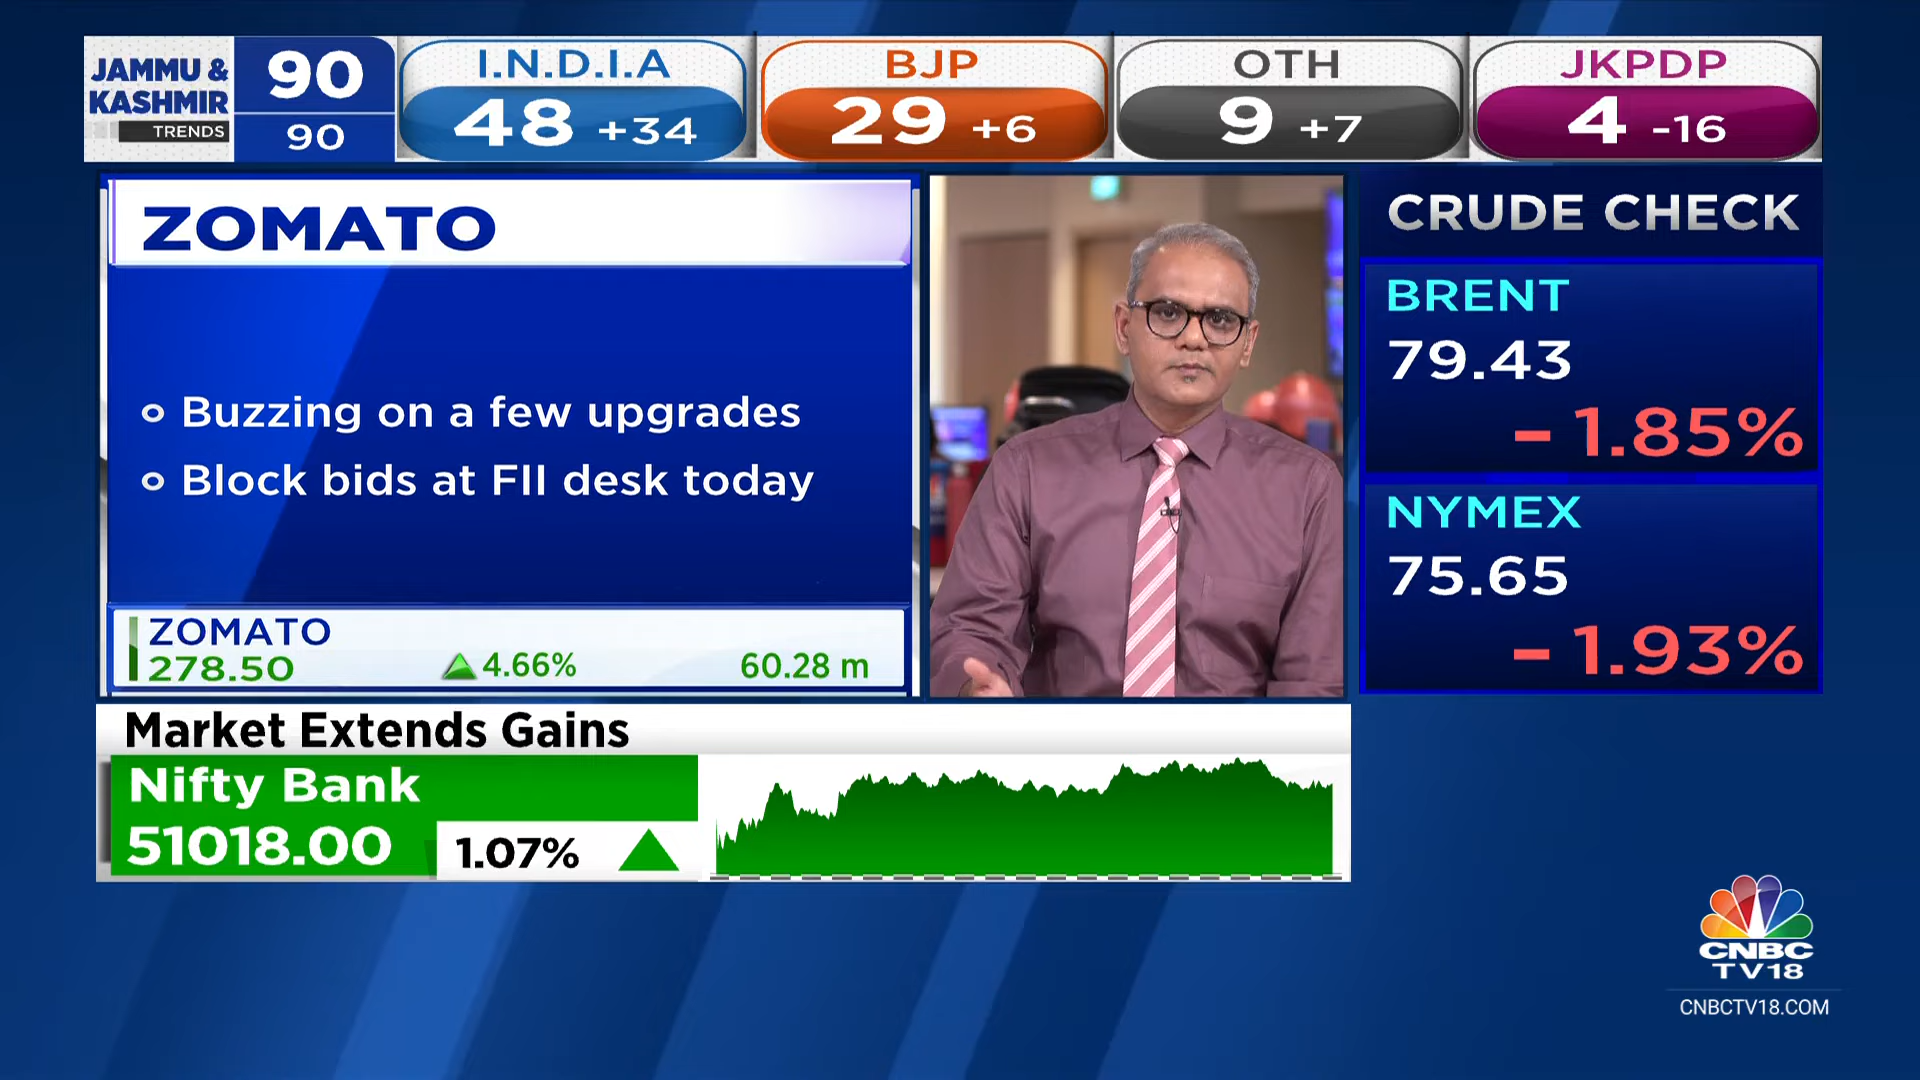 JAMMU &
KASHMIR
TRENDS
90
90
I.N.D.I.A
48 +34
BJP
29 +6
OTH
9 +7
JKPDP
4 -16
ZOMATO
Buzzing on a few upgrades
Block bids at FII desk today
ZOMATO
278.50 4.66% 60.28 m
CRUDE CHECK
BRENT
79.43
– 1.85%
NYMEX
75.65
– 1.93%
Market Extends Gains
Nifty Bank
51018.00 1.07%
CNBC
TV18
CNBCTV18.COM